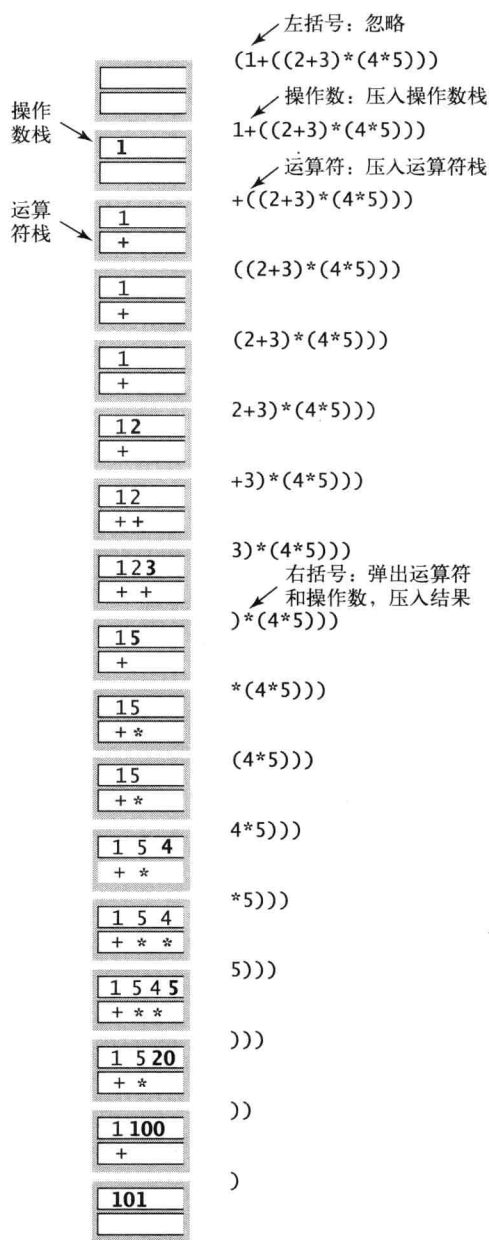 左括号：忽略
(1+((2+3)*(4*5)))
操作数：压入操作数栈
操作
数栈
1
1+((2+3)*(4*5)))
运算符：压入运算符栈
运算
符栈
1
+
+((2+3)*(4*5)))
1
+
((2+3)*(4*5)))
1
+
(2+3)*(4*5)))
1 2
+
2+3)*(4*5)))
1 2
+ +
+3)*(4*5)))
1 2 3
+ +
3)*(4*5)))
右括号：弹出运算符
和操作数，压入结果
1 5
+
)*(4*5)))
1 5
+ *
*(4*5)))
1 5
+ *
(4*5)))
1 5 4
+ *
4*5)))
1 5 4
+ * *
*5)))
1 5 4 5
+ * *
5)))
1 5 20
+ *
)))
1 100
+
))
101
)